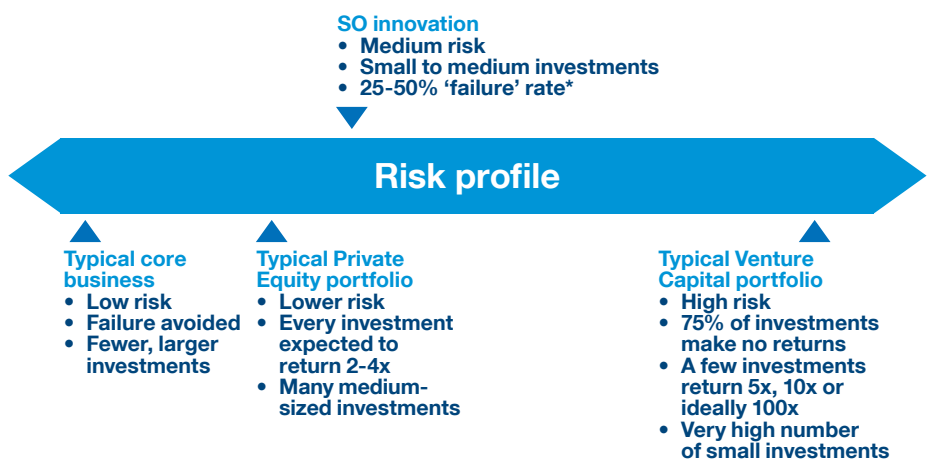 SO innovation
• Medium risk
• Small to medium investments
• 25-50% ‘failure’ rate*
Risk profile
Typical core
business
• Low risk
• Failure avoided
• Fewer, larger
investments
Typical Private
Equity portfolio
• Lower risk
• Every investment
expected to
return 2-4x
• Many medium-
sized investments
Typical Venture
Capital portfolio
• High risk
• 75% of investments
make no returns
• A few investments
return 5x, 10x or
ideally 100x
• Very high number
of small investments